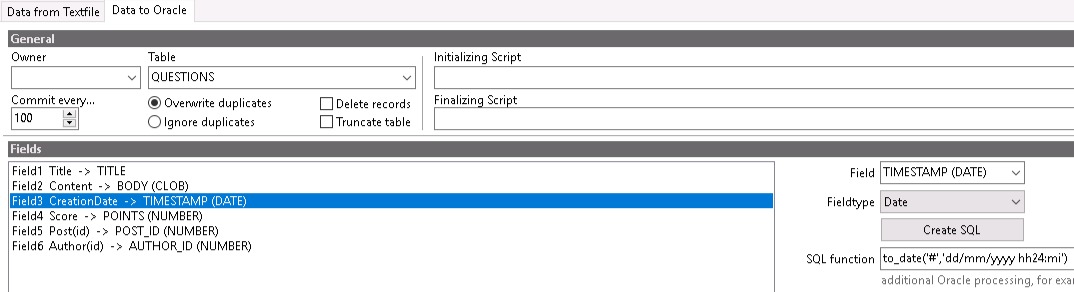 Data from Textfile
Data to Oracle
General
Owner
Table
Initializing Script
QUESTIONS
Commit every...
Overwrite duplicates
Delete records
Finalizing Script
100
Ignore duplicates
Truncate table
Fields
Field1 Title -> TITLE
Field2 Content -> BODY (CLOB)
Field3 CreationDate -> TIMESTAMP (DATE)
Field4 Score -> POINTS (NUMBER)
Field5 Post(id) -> POST_ID (NUMBER)
Field6 Author(id) -> AUTHOR_ID (NUMBER)
Field
TIMESTAMP (DATE)
Fieldtype
Date
Create SQL
SQL function
to_date('#','dd/mm/yyyy hh24:mi')
additional Oracle processing, for exa